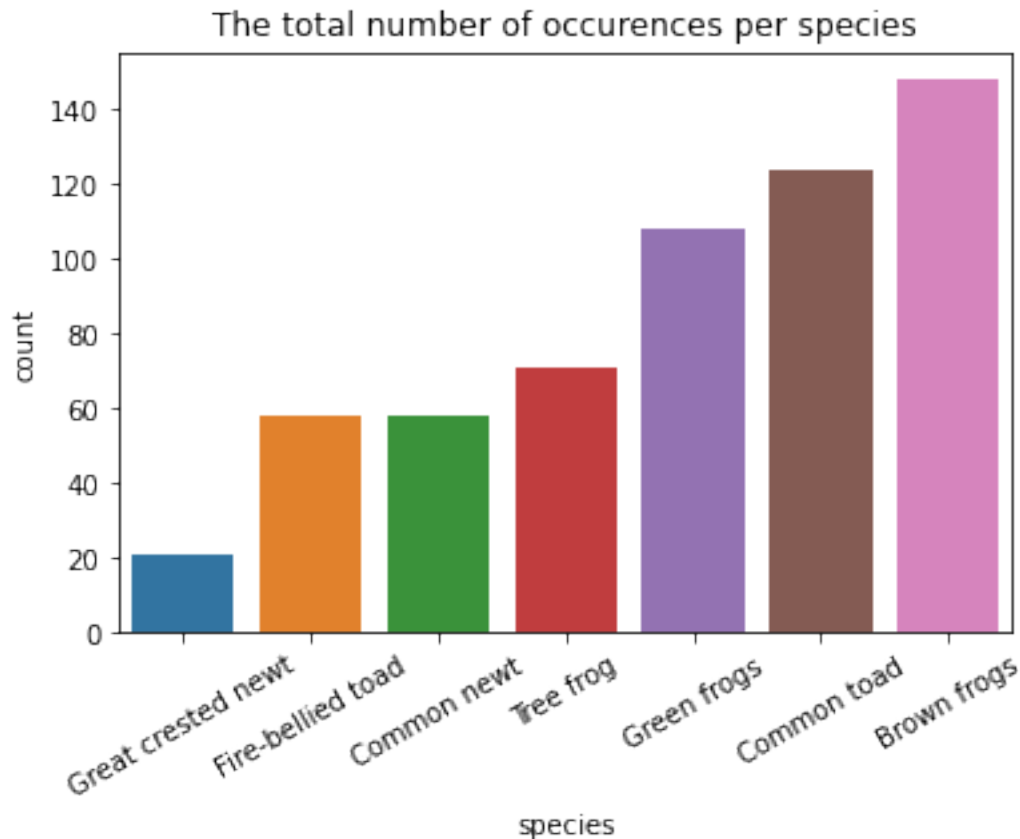 The total number of occurences per species
count
140
120
100
80
60
40
20
0
Great crested newt
Fire-bellied toad
Common newt
Tree frog
Green frogs
Common toad
Brown frogs
species